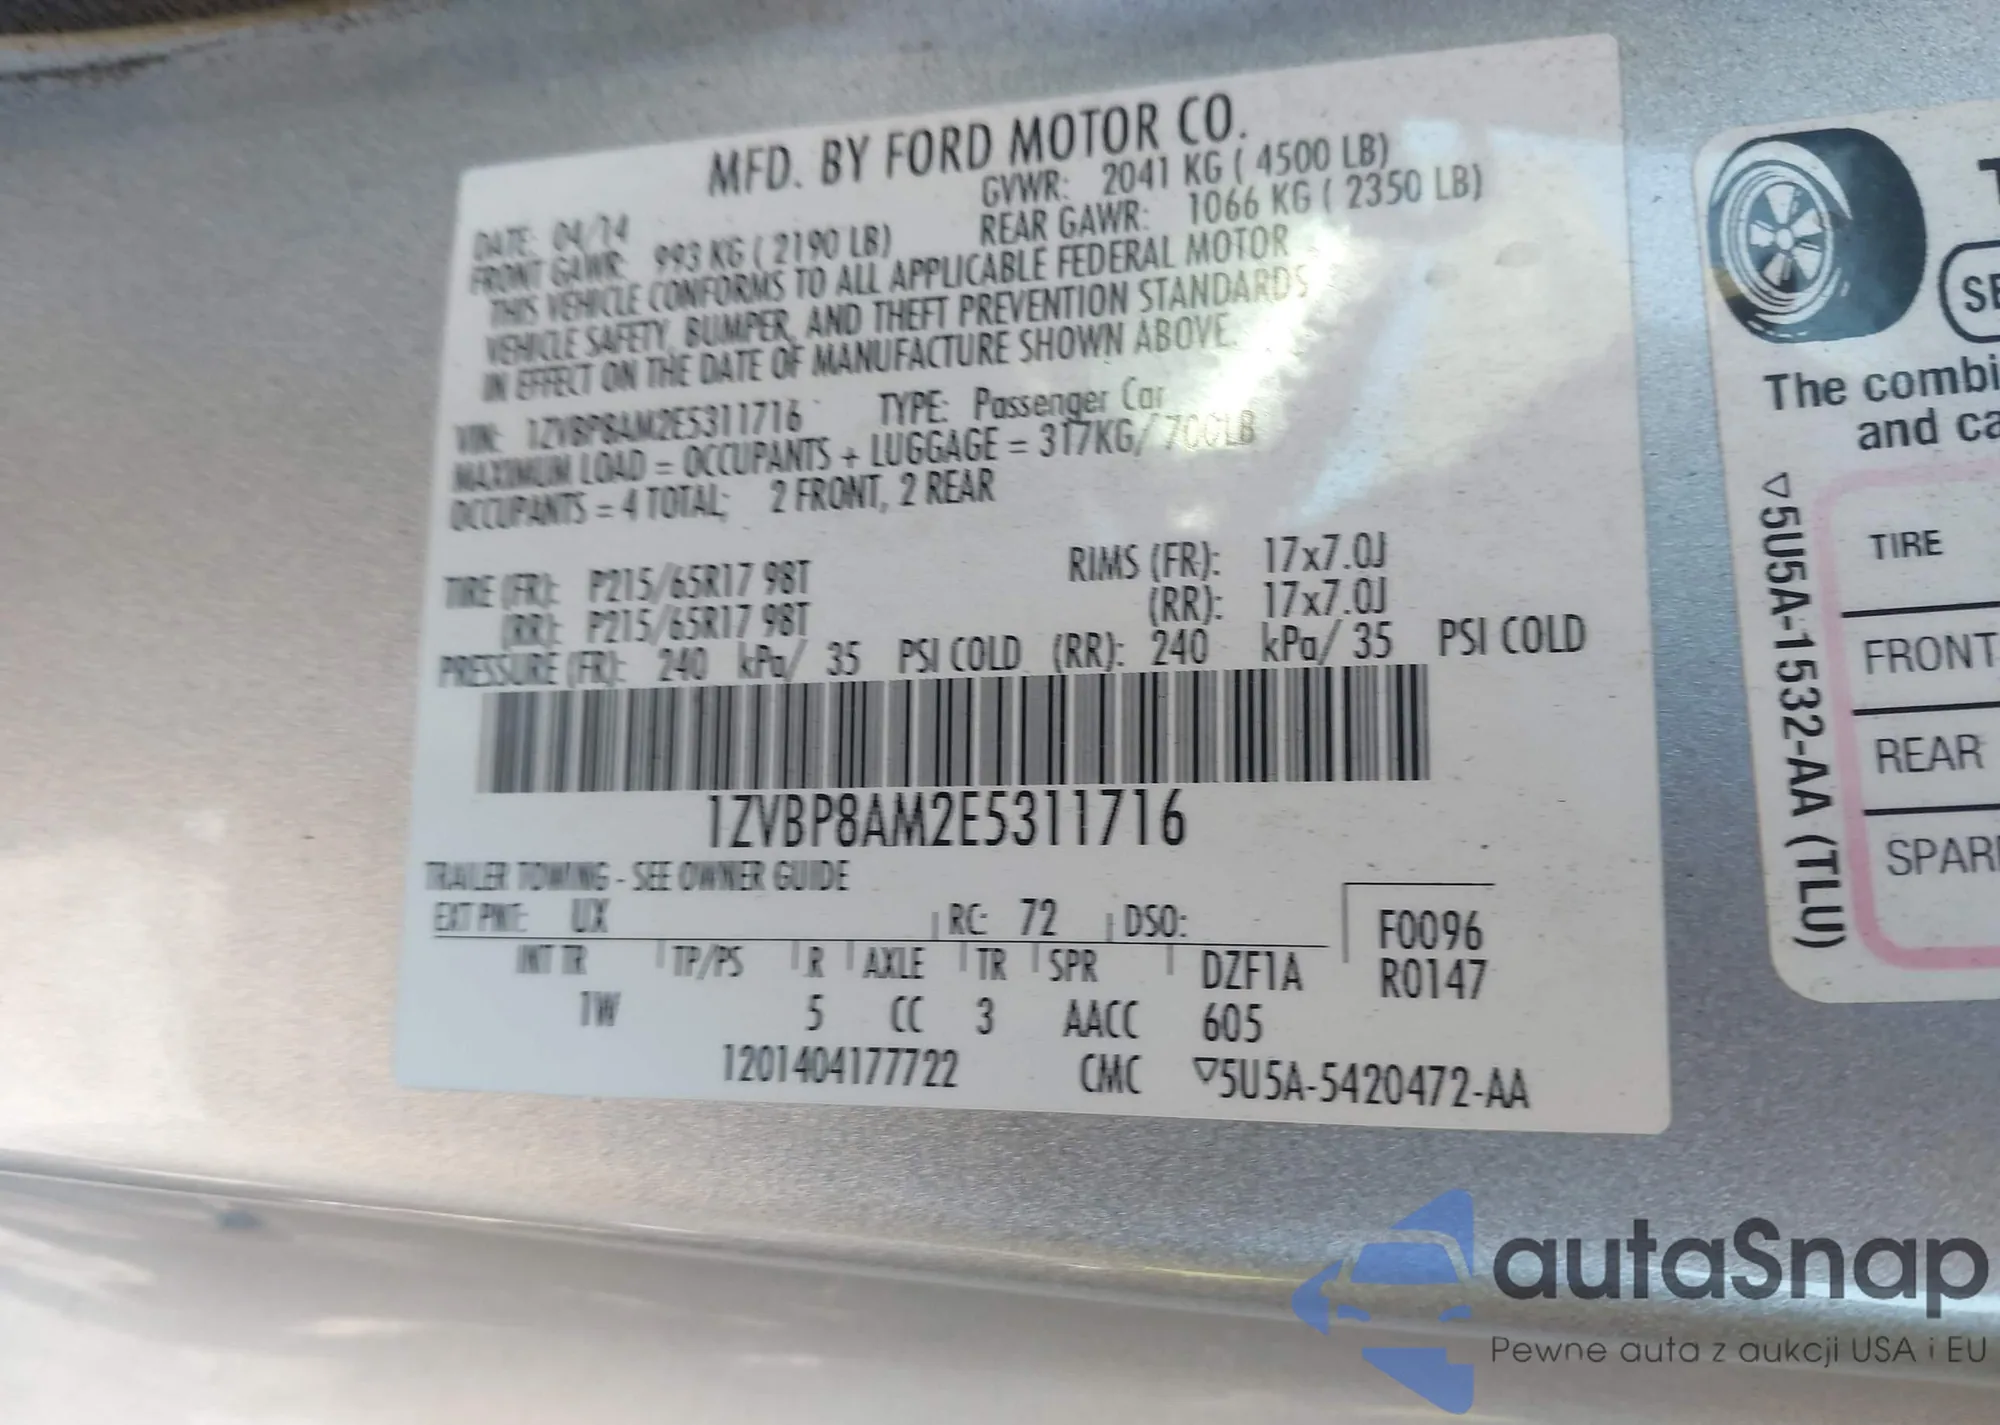 MFD. BY FORD MOTOR CO.
DATE: 04/14 GVWR: 2041 KG ( 4500 LB)
FRONT GAWR: 993 KG ( 2190 LB) REAR GAWR: 1066 KG ( 2350 LB)
THIS VEHICLE CONFORMS TO ALL APPLICABLE FEDERAL MOTOR
VEHICLE SAFETY, BUMPER, AND THEFT PREVENTION STANDARDS
IN EFFECT ON THE DATE OF MANUFACTURE SHOWN ABOVE.
VIN: 1ZVBP8AM2E5311716 TYPE: Passenger Car
MAXIMUM LOAD = OCCUPANTS + LUGGAGE = 317KG/ 700LB
OCCUPANTS = 4 TOTAL; 2 FRONT, 2 REAR
TIRE (FR): P215/65R17 98T RIMS (FR): 17x7.0J
(RR): P215/65R17 98T (RR): 17x7.0J
PRESSURE (FR): 240 kPa/ 35 PSI COLD (RR): 240 kPa/ 35 PSI COLD
1ZVBP8AM2E5311716
TRAILER TOWING - SEE OWNER GUIDE
EXT PNT: UX RC: 72 DSO: F0096
INT TR TP/PS R AXLE TR SPR DZF1A R0147
1W 5 CC 3 AACC 605
1201404177722 CMC ▽5U5A-5420472-AA
SE
The combi
and ca
▽5U5A-1532-AA (TLU)
TIRE
FRONT
REAR
SPAR
autaSnap
Pewne auta z aukcji USA i EU